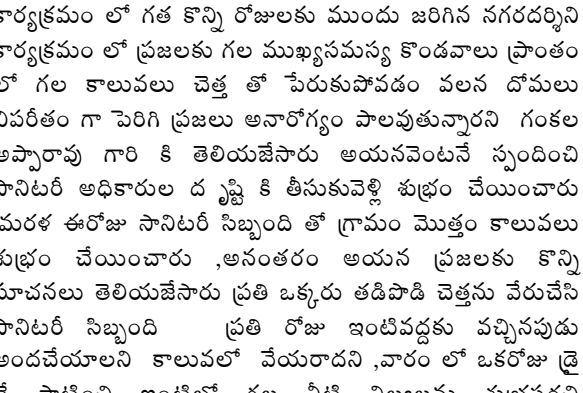 కార్యక్రమం లో గత కొన్ని రోజులకు ముందు జరిగిన నగరదర్శిని
కార్యక్రమం లో ప్రజలకు గల ముఖ్యసమస్య కొండవాలు ప్రాంతం
లో గల కాలువలు చెత్త తో పేరుకుపోవడం వలన దోమలు
విపరీతం గా పెరిగి ప్రజలు అనారోగ్యం పాలవుతున్నారని గంకల
అప్పారావు గారి కి తెలియజేసారు అయనవెంటనే స్పందించి
సానిటరీ అధికారుల ద ృష్టి కి తీసుకువెళ్లి శుభ్రం చేయించారు
మరళ ఈరోజు సానిటరీ సిబ్బంది తో గ్రామం మొత్తం కాలువలు
శుభ్రం చేయించారు ,అనంతరం అయన ప్రజలకు కొన్ని
సూచనలు తెలియజేసారు ప్రతి ఒక్కరు తడిపొడి చెత్తను వేరుచేసి
సానిటరీ సిబ్బంది ప్రతి రోజు ఇంటివద్దకు వచ్చినపుడు
అందచేయాలని కాలువలో వేయరాదని ,వారం లో ఒకరోజు డ్రై